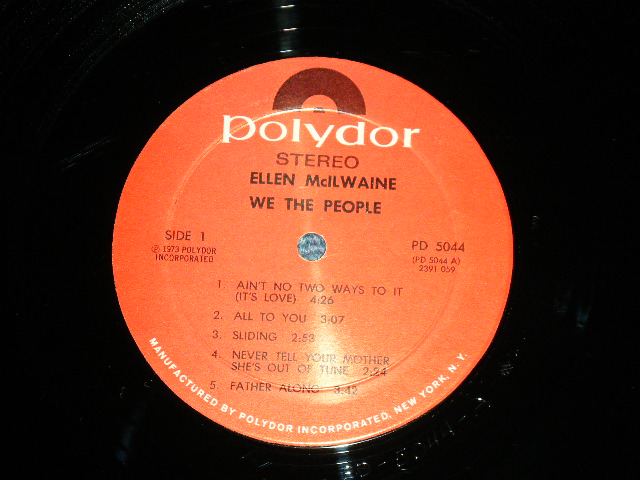 polydor
STEREO
ELLEN McILWAINE
WE THE PEOPLE
SIDE 1
℗ 1973 POLYDOR
INCORPORATED
PD 5044
(PD 5044 A)
2391 059
1. AIN'T NO TWO WAYS TO IT
(IT'S LOVE) 4:26
2. ALL TO YOU 3:07
3. SLIDING 2:53
4. NEVER TELL YOUR MOTHER
SHE'S OUT OF TUNE 2:24
5. FATHER ALONG 3:42
MANUFACTURED BY POLYDOR INCORPORATED, NEW YORK, N.Y.